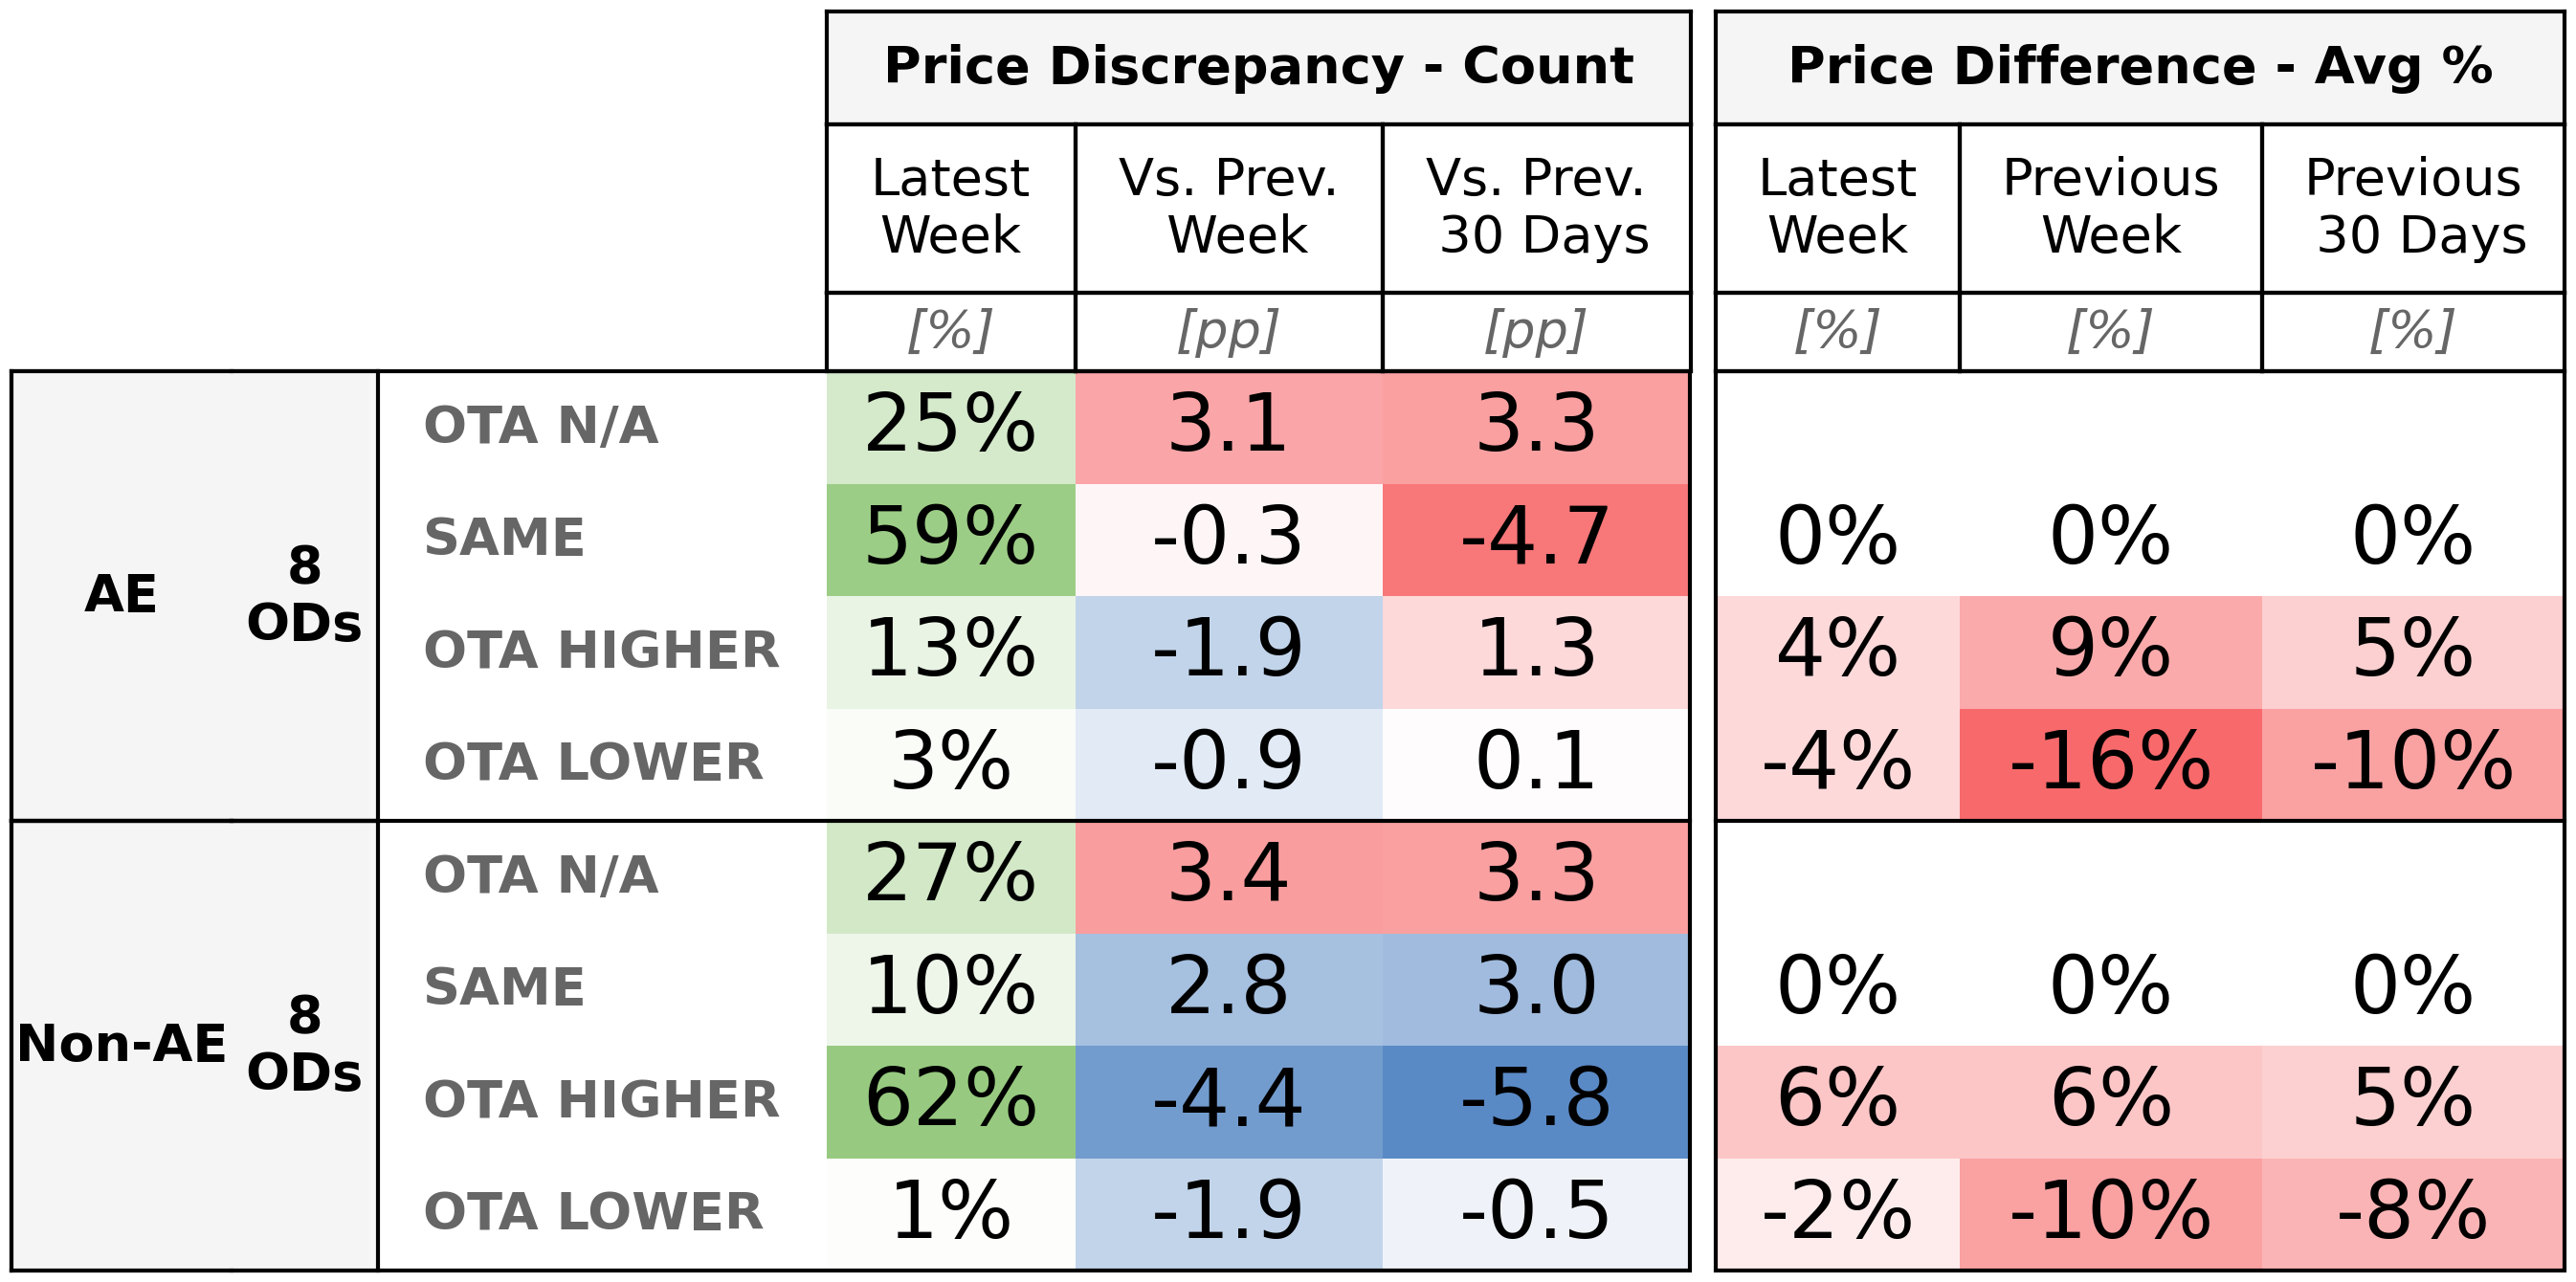 Price Discrepancy - Count Price Difference - Avg %
Latest Week Vs. Prev. Week Vs. Prev. 30 Days Latest Week Previous Week Previous 30 Days
[%] [pp] [pp] [%] [%] [%]
AE 8 ODs
OTA N/A 25% 3.1 3.3
SAME 59% -0.3 -4.7 0% 0% 0%
OTA HIGHER 13% -1.9 1.3 4% 9% 5%
OTA LOWER 3% -0.9 0.1 -4% -16% -10%
Non-AE 8 ODs
OTA N/A 27% 3.4 3.3
SAME 10% 2.8 3.0 0% 0% 0%
OTA HIGHER 62% -4.4 -5.8 6% 6% 5%
OTA LOWER 1% -1.9 -0.5 -2% -10% -8%